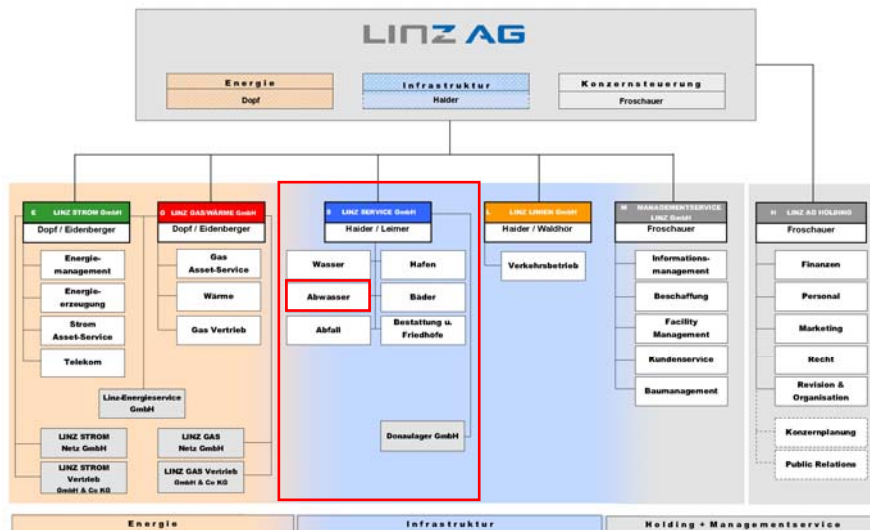 LINZ AG
Energie
Dopf
Infrastruktur
Haider
Konzernsteuerung
Froschauer
E LINZ STROM GmbH
Dopf / Eidenberger
Energie-
management
Energie-
erzeugung
Strom
Asset-Service
Telekom
G LINZ GAS/WÄRME GmbH
Dopf / Eidenberger
Gas
Asset-Service
Wärme
Gas Vertrieb
Linz-Energieservice
GmbH
LINZ STROM
Netz GmbH
LINZ STROM
Vertrieb
GmbH & Co KG
LINZ GAS
Netz GmbH
LINZ GAS Vertrieb
GmbH & Co KG
S LINZ SERVICE GmbH
Haider / Leimer
Wasser
Abwasser
Abfall
Hafen
Bäder
Bestattung u.
Friedhöfe
Donaulager GmbH
L LINZ LINIEN GmbH
Haider / Waldhör
Verkehrsbetrieb
M MANAGEMENTSERVICE
LINZ GmbH
Froschauer
Informations-
management
Beschaffung
Facility
Management
Kundenservice
Baumanagement
H LINZ AG HOLDING
Froschauer
Finanzen
Personal
Marketing
Recht
Revision &
Organisation
Konzernplanung
Public Relations
Energie
Infrastruktur
Holding + Managementservice